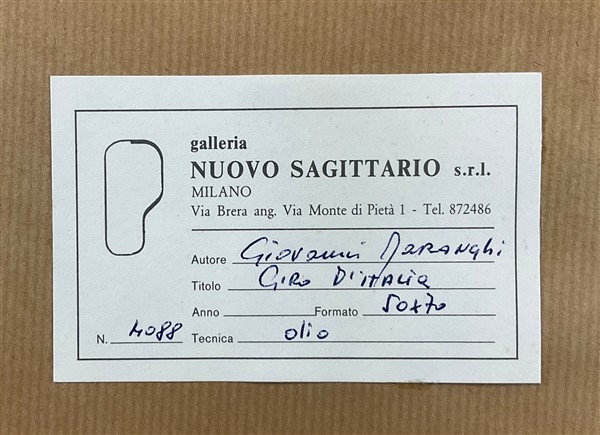 galleria
NUOVO SAGITTARIO s.r.l.
MILANO
Via Brera ang. Via Monte di Pietà 1 - Tel. 872486
Autore Giovanni Maranghi
Titolo Giro D'Italia
Anno Formato 50x70
N. 4088 Tecnica olio